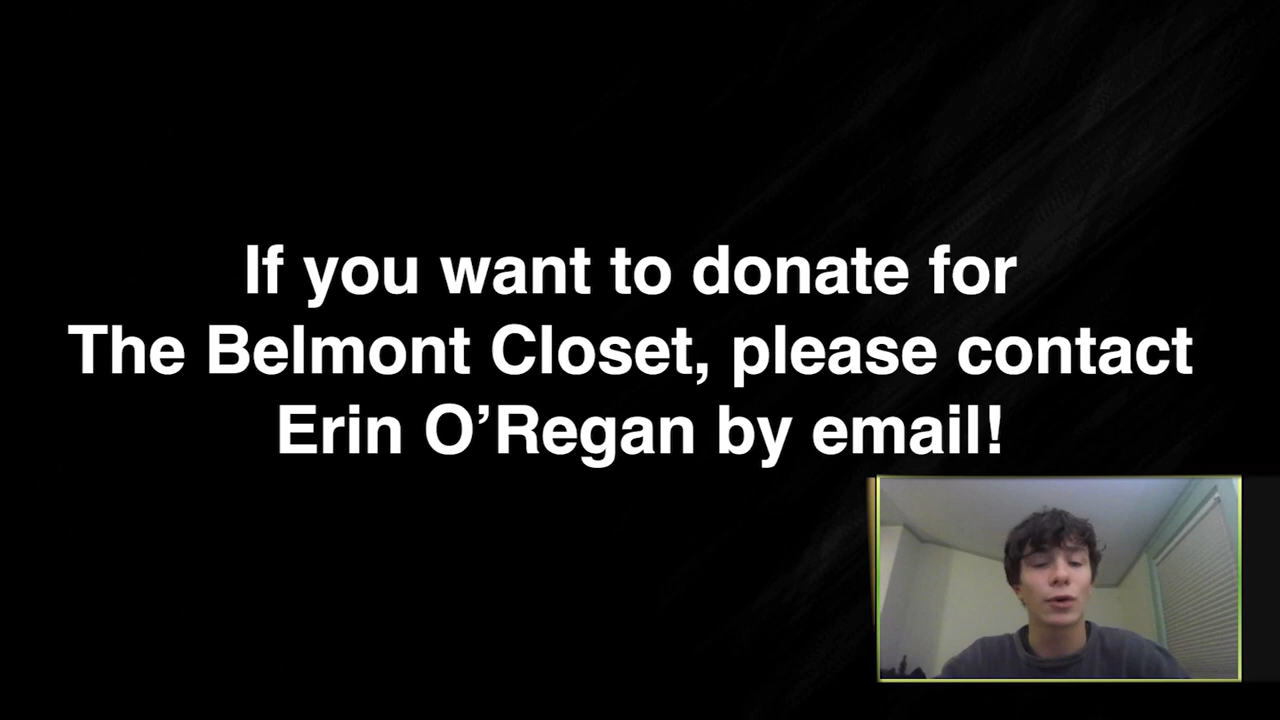 If you want to donate for
The Belmont Closet, please contact
Erin O’Regan by email!